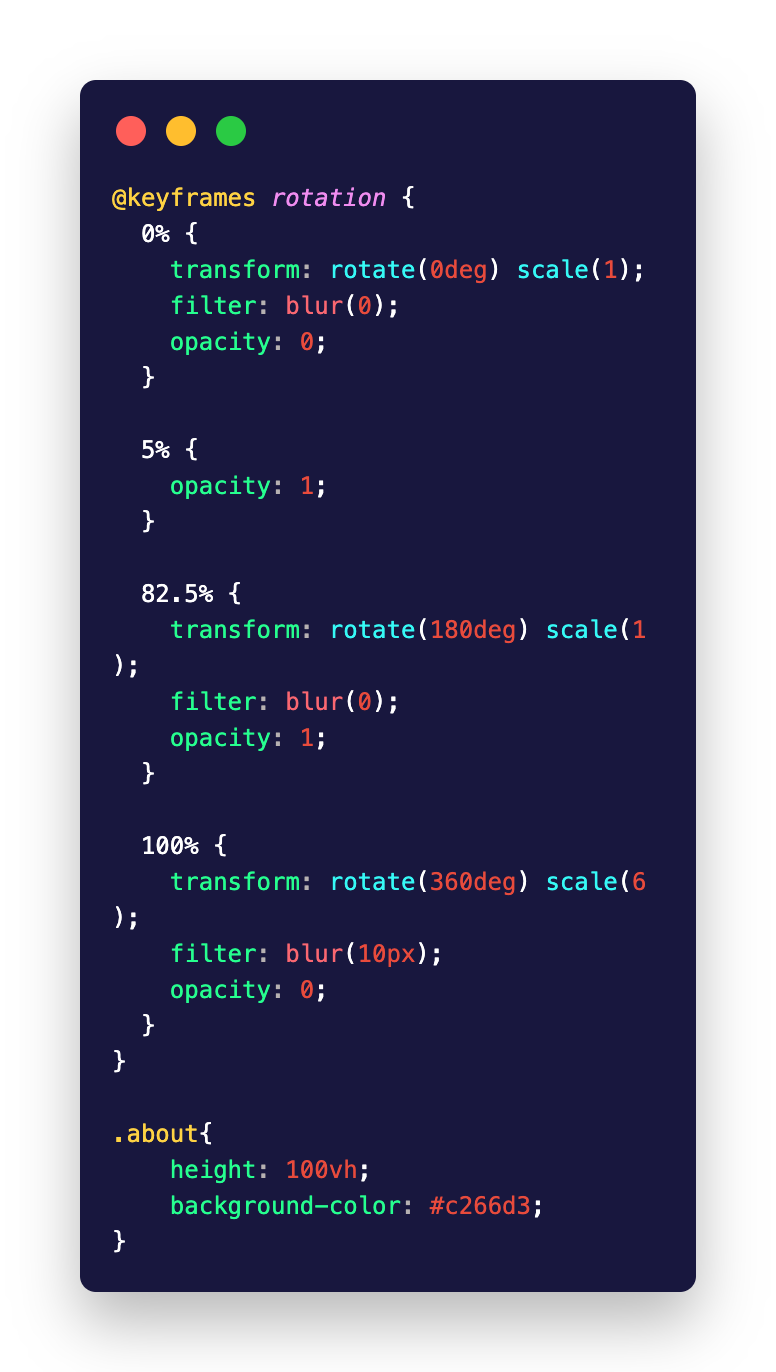 @keyframes rotation {
  0% {
    transform: rotate(0deg) scale(1);
    filter: blur(0);
    opacity: 0;
  }

  5% {
    opacity: 1;
  }

  82.5% {
    transform: rotate(180deg) scale(1
);
    filter: blur(0);
    opacity: 1;
  }

  100% {
    transform: rotate(360deg) scale(6
);
    filter: blur(10px);
    opacity: 0;
  }
}

.about{
    height: 100vh;
    background-color: #c266d3;
}